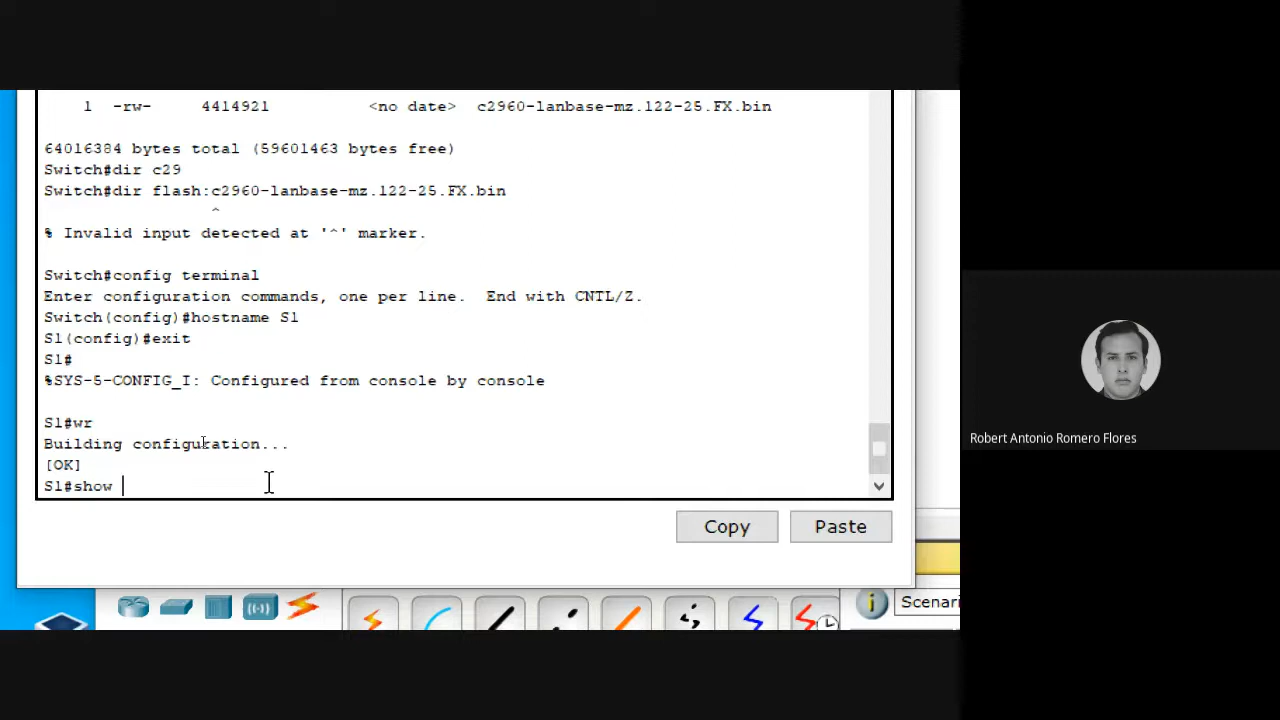 1 -rw- 4414921 <no date> c2960-lanbase-mz.122-25.FX.bin
64016384 bytes total (59601463 bytes free)
Switch#dir c29
Switch#dir flash:c2960-lanbase-mz.122-25.FX.bin
^
% Invalid input detected at '^' marker.
Switch#config terminal
Enter configuration commands, one per line. End with CNTL/Z.
Switch(config)#hostname S1
S1(config)#exit
S1#
%SYS-5-CONFIG_I: Configured from console by console
S1#wr
Building configuration...
[OK]
S1#show
Copy Paste
Scenari
Robert Antonio Romero Flores